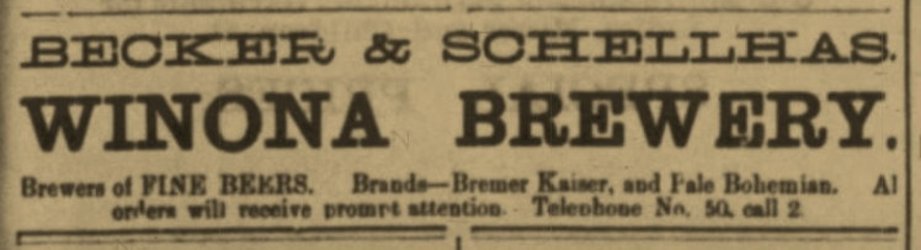 BECKER & SCHELLHAS.
WINONA BREWERY.
Brewers of FINE BEERS. Brands—Bremer Kaiser, and Pale Bohemian. Al
orders will receive prompt attention. Telephone No. 50, call 2